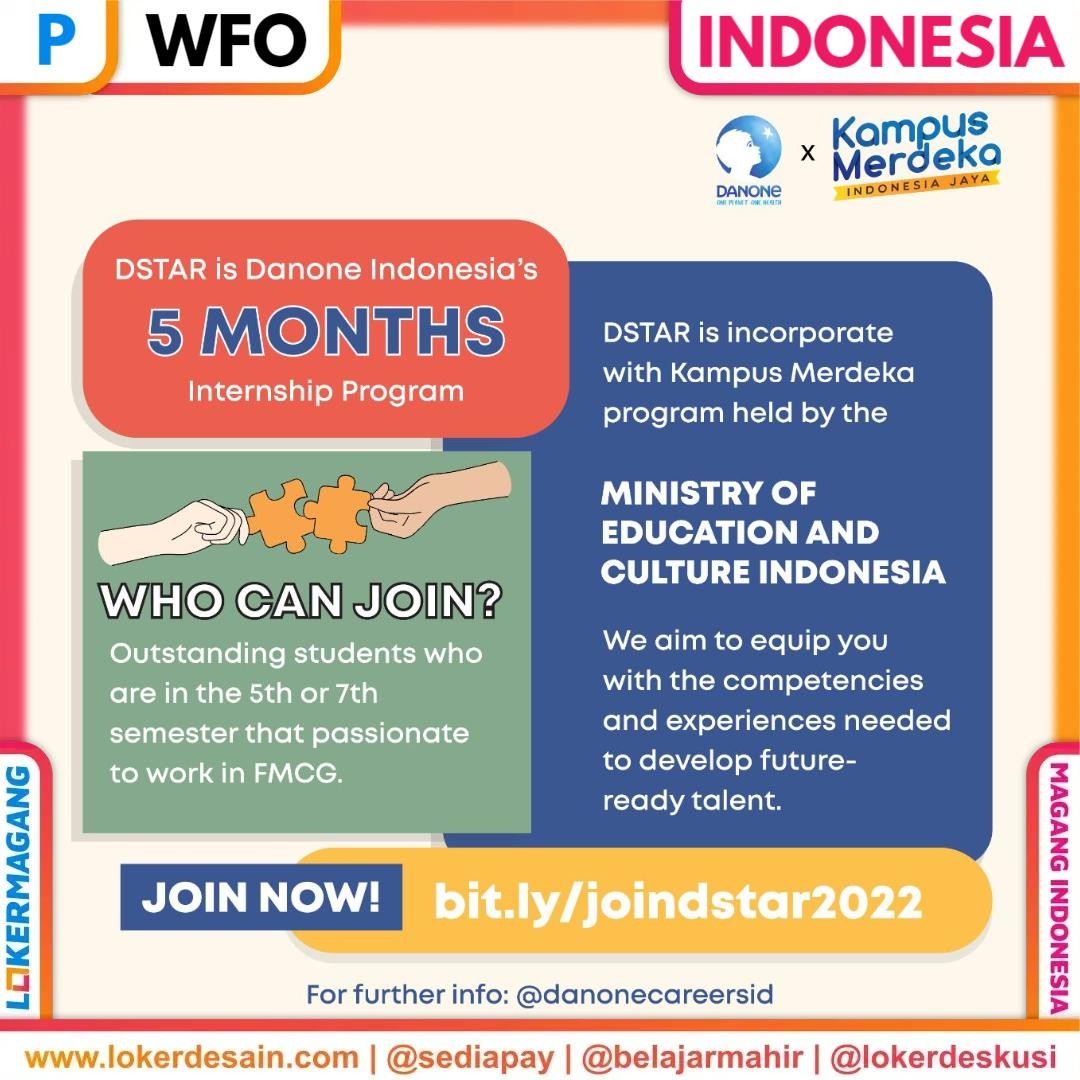 P
WFO
INDONESIA
DANONE
ONE PLANET. ONE HEALTH
x
Kampus
Merdeka
INDONESIA JAYA
DSTAR is Danone Indonesia's
5 MONTHS
Internship Program
DSTAR is incorporate
with Kampus Merdeka
program held by the
MINISTRY OF
EDUCATION AND
CULTURE INDONESIA
We aim to equip you
with the competencies
and experiences needed
to develop future-
ready talent.
WHO CAN JOIN?
Outstanding students who
are in the 5th or 7th
semester that passionate
to work in FMCG.
JOIN NOW!
bit.ly/joindstar2022
For further info: @danonecareersid
LOKERMAGANG
MAGANG INDONESIA
www.lokerdesain.com | @sediapay | @belajarmahir | @lokerdeskusi